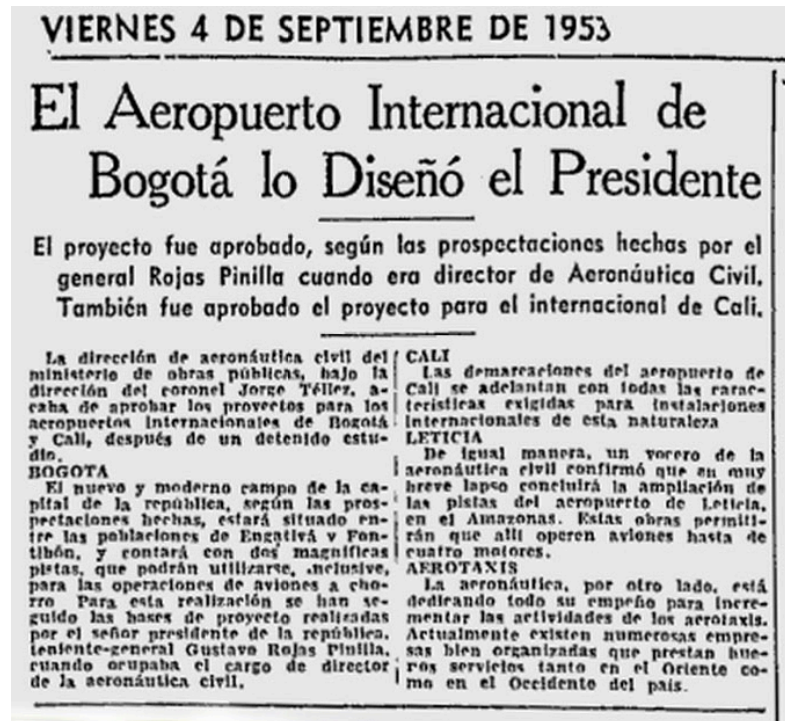 VIERNES 4 DE SEPTIEMBRE DE 1953
El Aeropuerto Internacional de
Bogotá lo Diseñó el Presidente
El proyecto fue aprobado, según las prospectaciones hechas por el
general Rojas Pinilla cuando era director de Aeronáutica Civil.
También fue aprobado el proyecto para el internacional de Cali.
La dirección de aeronáutica civil del
ministerio de obras públicas, bajo la
dirección del coronel Jorge Téllez, a-
caba de aprobar los proyectos para los
aeropuertos internacionales de Bogotá
y Cali, después de un detenido estu-
dio.
BOGOTA
El nuevo y moderno campo de la ca-
pital de la república, según las pros-
pectaciones hechas, estará situado en-
tre las poblaciones de Engativá y Fon-
tibón, y contará con dos magníficas
pistas, que podrán utilizarse, inclusive,
para las operaciones de aviones a cho-
rro Para esta realización se han se-
guido las bases de proyecto realizadas
por el señor presidente de la república,
teniente-general Gustavo Rojas Pinilla,
cuando ocupaba el cargo de director
de la aeronáutica civil.
CALI
Las demarcaciones del aeropuerto de
Cali se adelantan con todas las carac-
terísticas exigidas para instalaciones
internacionales de esta naturaleza
LETICIA
De igual manera, un vocero de la
aeronáutica civil confirmó que en muy
breve lapso concluirá la ampliación de
las pistas del aeropuerto de Leticia,
en el Amazonas. Estas obras permiti-
rán que allí operen aviones hasta de
cuatro motores.
AEROTAXIS
La aeronáutica, por otro lado, está
dedicando todo su empeño para incre-
mentar las actividades de los aerotaxis.
Actualmente existen numerosas empre-
sas bien organizadas que prestan bue-
nos servicios tanto en el Oriente co-
mo en el Occidente del país.